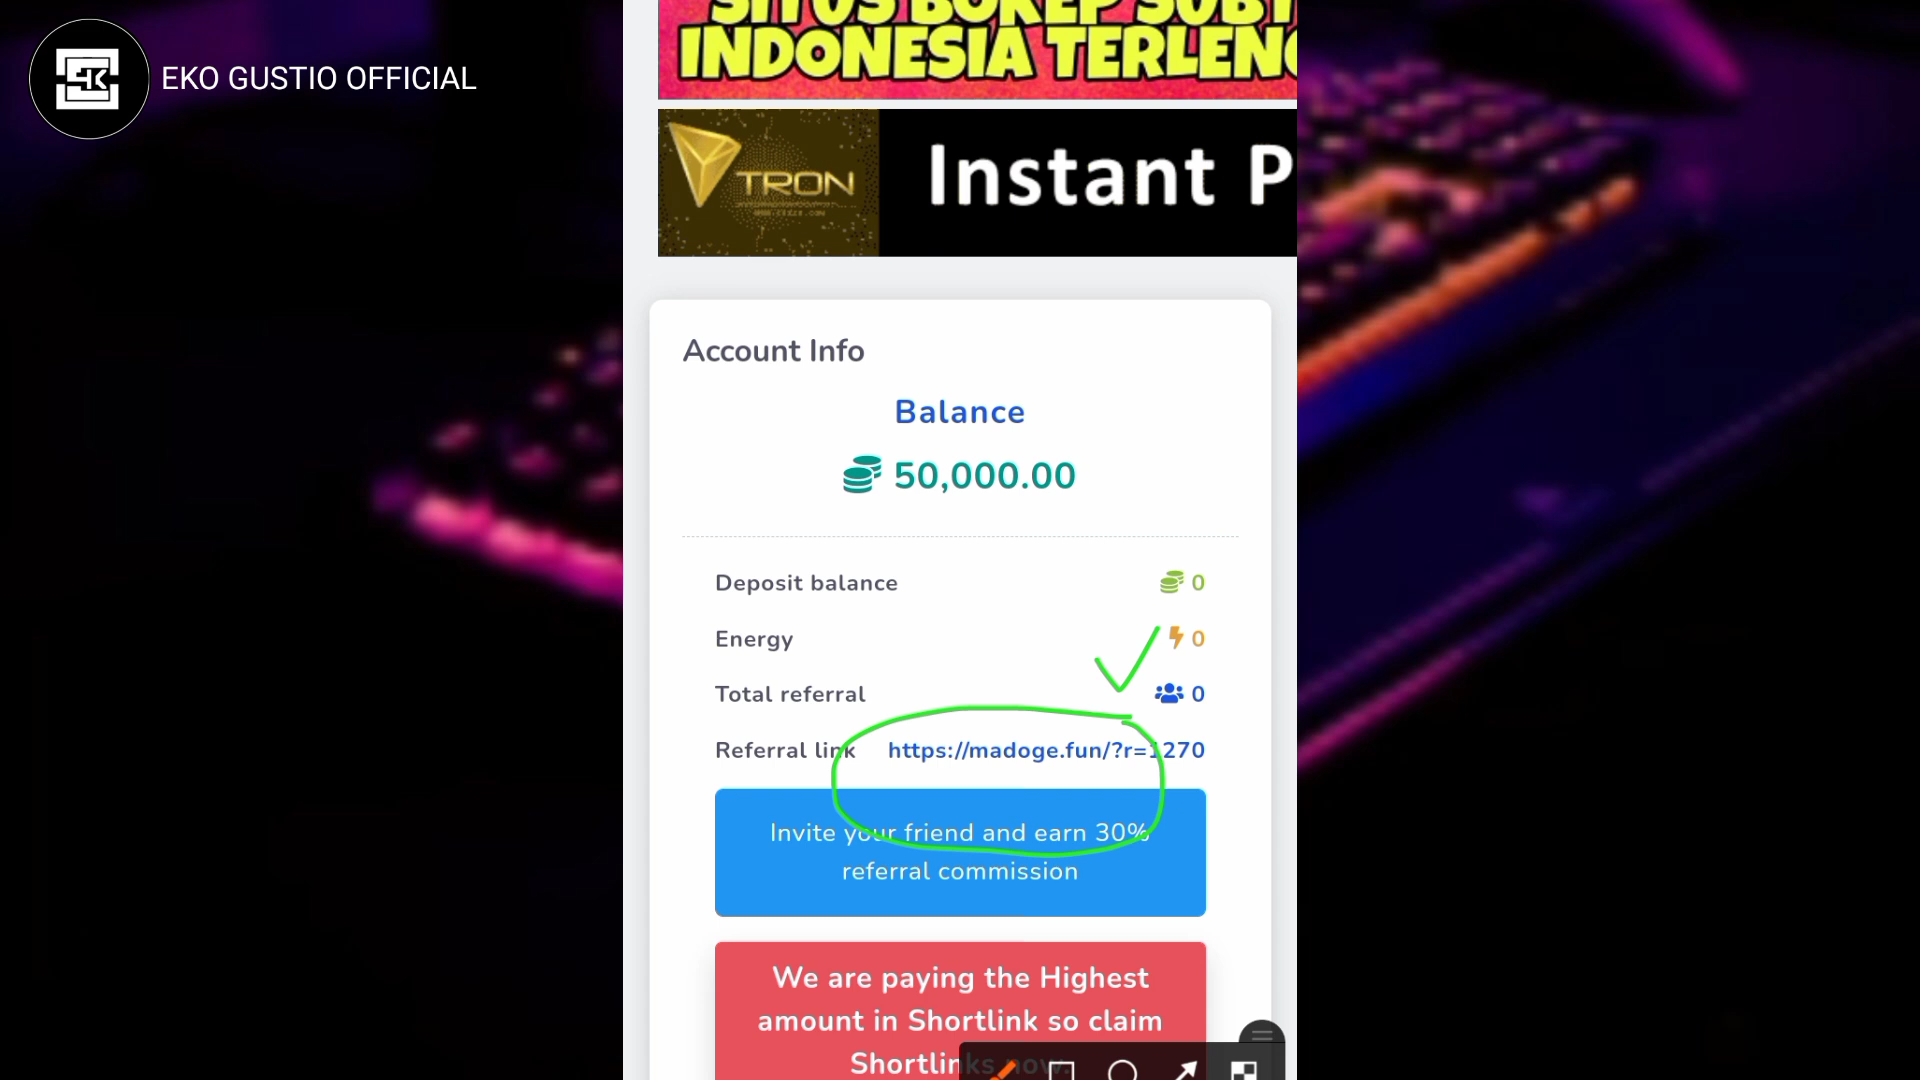 EKO GUSTIO OFFICIAL
INDONESIA
TRON
Instant P
Account Info
Balance
50,000.00
Deposit balance 0
Energy 0
Total referral 0
Referral link https://madoge.fun/?r=1270
Invite your friend and earn 30%
referral commission
We are paying the Highest
amount in Shortlink so claim
Shortlinks now.